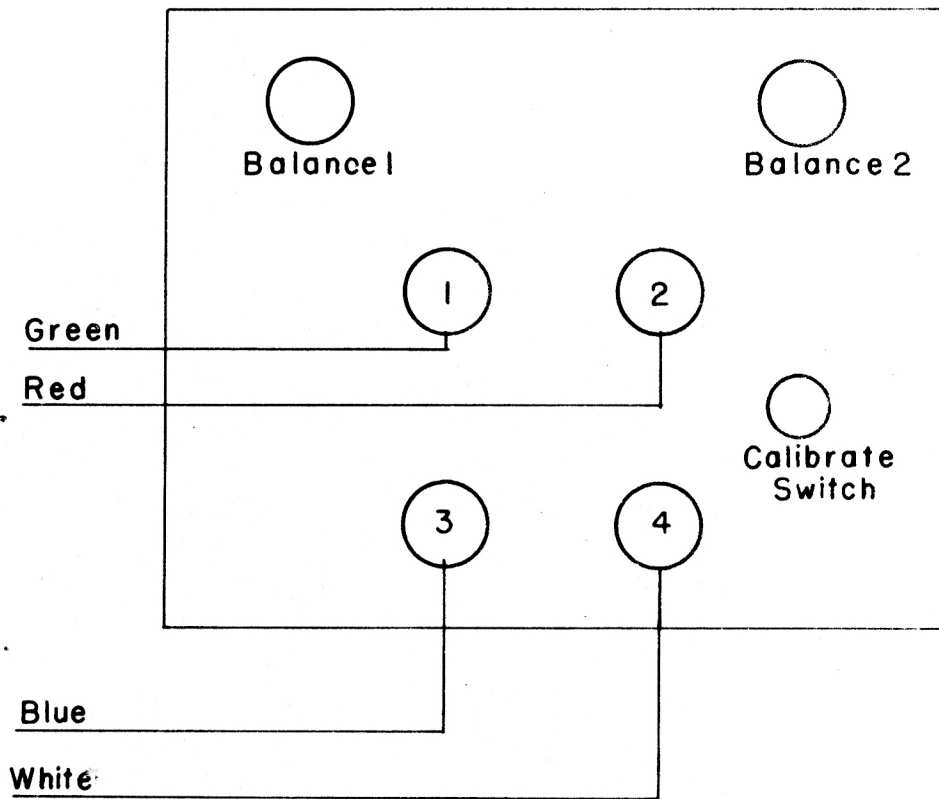 Balance 1
Balance 2
1
2
Green
Red
Calibrate
Switch
3
4
Blue
White